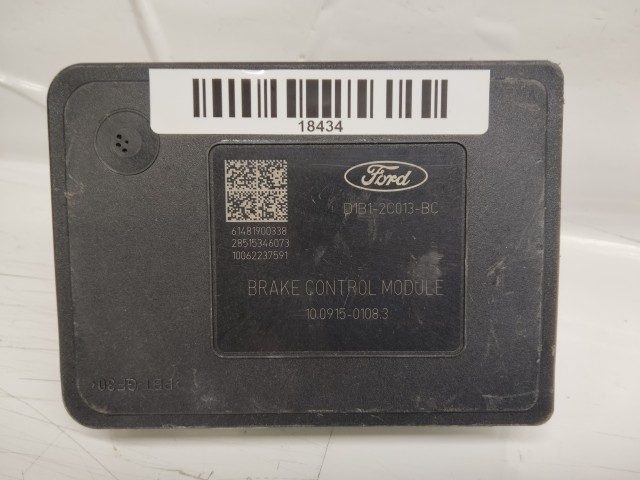 18434
Ford
D1B1-2C013-BC
61481900338
28515346073
10062237591
BRAKE CONTROL MODULE
10.0915-0108.3